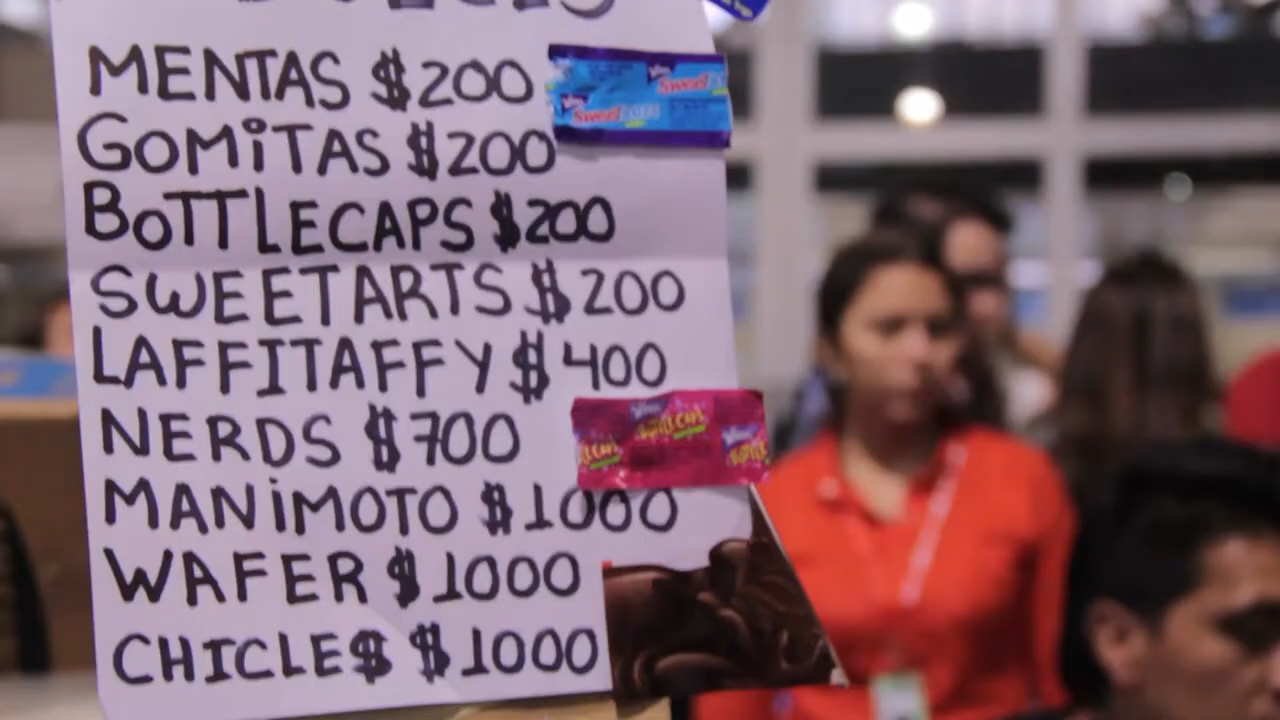 MENTAS $200
GOMiTAS $200
BOTTLECAPS $200
SWEETARTS $200
LAFFITAFFY $400
NERDS $700
MANiMOTO $1000
WAFER $1000
CHICLE$ $1000